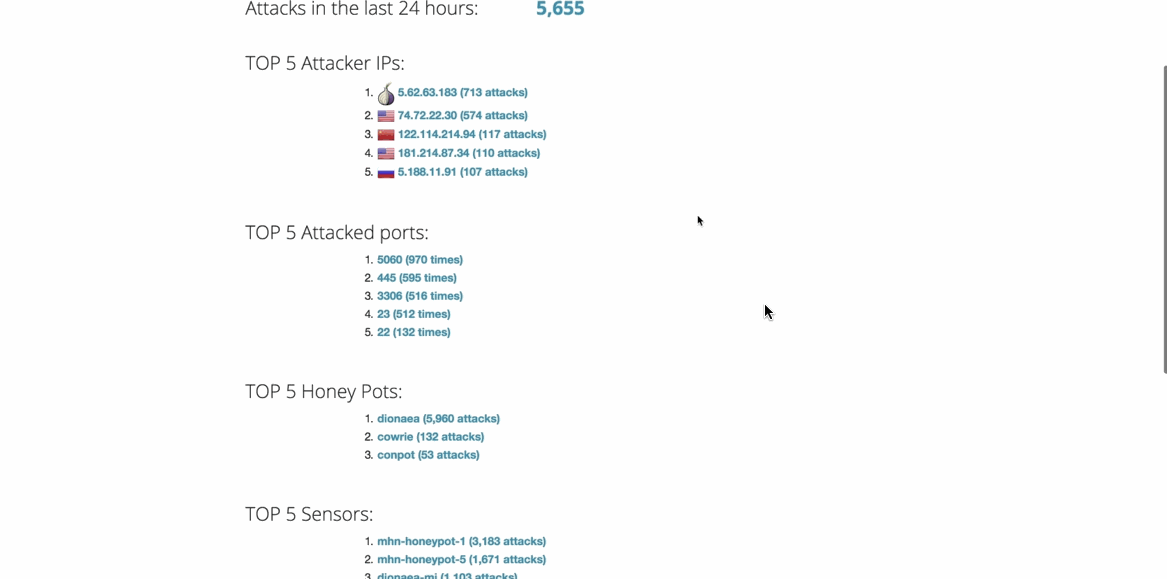 Attacks in the last 24 hours: 5,655
TOP 5 Attacker IPs:
1. 5.62.63.183 (713 attacks)
2. 74.72.22.30 (574 attacks)
3. 122.114.214.94 (117 attacks)
4. 181.214.87.34 (110 attacks)
5. 5.188.11.91 (107 attacks)
TOP 5 Attacked ports:
1. 5060 (970 times)
2. 445 (595 times)
3. 3306 (516 times)
4. 23 (512 times)
5. 22 (132 times)
TOP 5 Honey Pots:
1. dionaea (5,960 attacks)
2. cowrie (132 attacks)
3. conpot (53 attacks)
TOP 5 Sensors:
1. mhn-honeypot-1 (3,183 attacks)
2. mhn-honeypot-5 (1,671 attacks)
3. dionaea-mj (1,103 attacks)